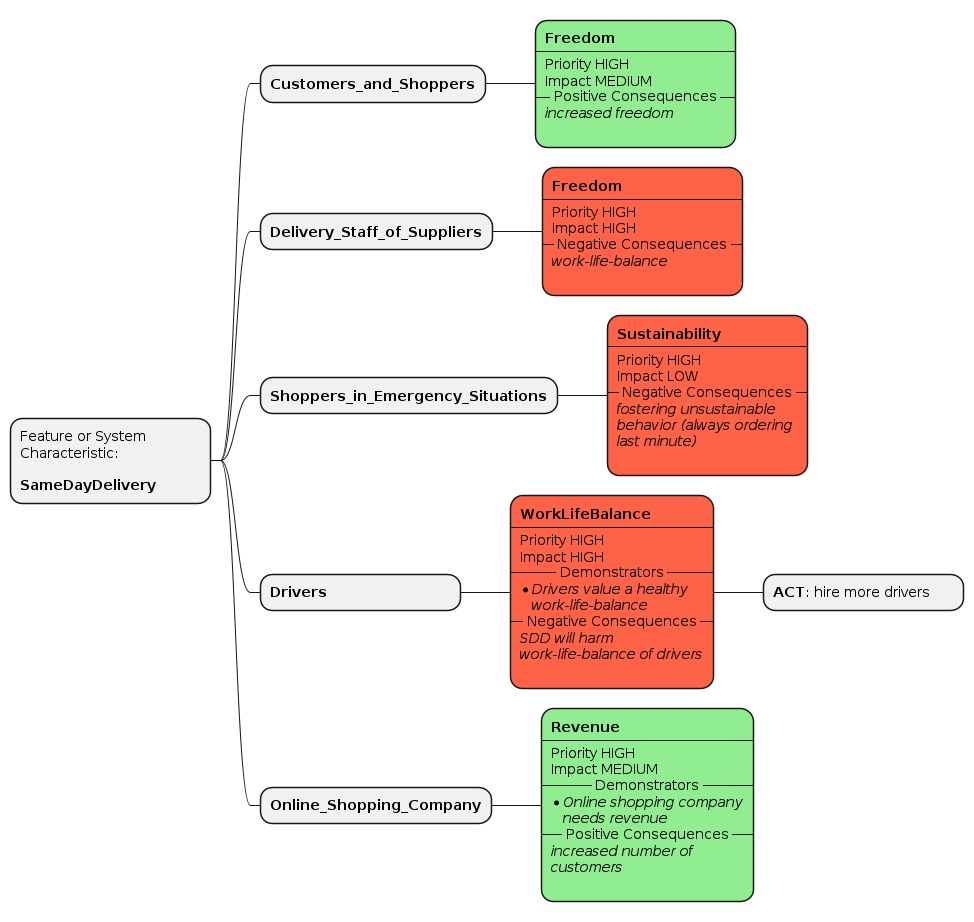 Freedom
Priority HIGH
Impact MEDIUM
Positive Consequences
increased freedom
Customers_and_Shoppers
Freedom
Priority HIGH
Impact HIGH
Negative Consequences
work-life-balance
Delivery_Staff_of_Suppliers
Sustainability
Priority HIGH
Impact LOW
Negative Consequences
fostering unsustainable
behavior (always ordering
last minute)
Shoppers_in_Emergency_Situations
Feature or System
Characteristic:
SameDayDelivery
WorkLifeBalance
Priority HIGH
Impact HIGH
Demonstrators
• Drivers value a healthy
work-life-balance
Negative Consequences
SDD will harm
work-life-balance of drivers
Drivers
ACT: hire more drivers
Revenue
Priority HIGH
Impact MEDIUM
Demonstrators
• Online shopping company
needs revenue
Positive Consequences
increased number of
customers
Online_Shopping_Company